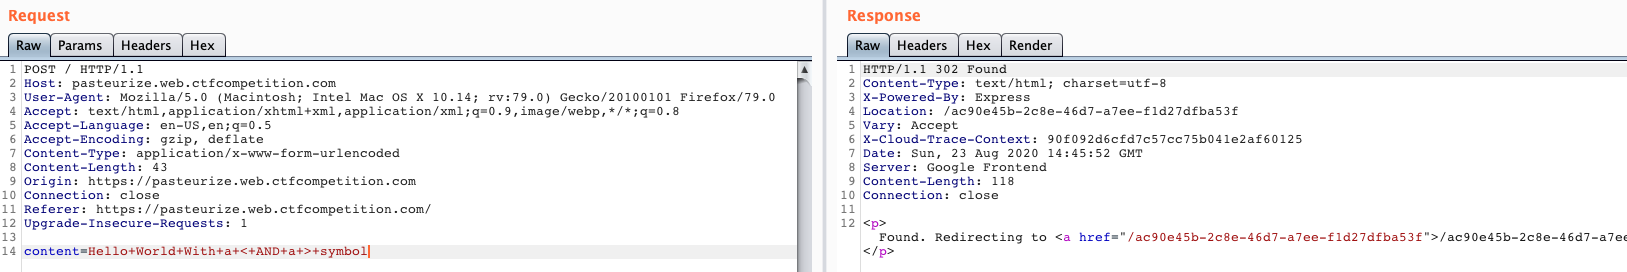 Request
Raw Params Headers Hex
1 POST / HTTP/1.1
2 Host: pasteurize.web.ctfcompetition.com
3 User-Agent: Mozilla/5.0 (Macintosh; Intel Mac OS X 10.14; rv:79.0) Gecko/20100101 Firefox/79.0
4 Accept: text/html,application/xhtml+xml,application/xml;q=0.9,image/webp,*/*;q=0.8
5 Accept-Language: en-US,en;q=0.5
6 Accept-Encoding: gzip, deflate
7 Content-Type: application/x-www-form-urlencoded
8 Content-Length: 43
9 Origin: https://pasteurize.web.ctfcompetition.com
10 Connection: close
11 Referer: https://pasteurize.web.ctfcompetition.com/
12 Upgrade-Insecure-Requests: 1
13
14 content=Hello+World+With+a+<+AND+a+>+symbol
Response
Raw Headers Hex Render
1 HTTP/1.1 302 Found
2 Content-Type: text/html; charset=utf-8
3 X-Powered-By: Express
4 Location: /ac90e45b-2c8e-46d7-a7ee-f1d27dfba53f
5 Vary: Accept
6 X-Cloud-Trace-Context: 90f092d6cfd7c57cc75b041e2af60125
7 Date: Sun, 23 Aug 2020 14:45:52 GMT
8 Server: Google Frontend
9 Content-Length: 118
10 Connection: close
11
12 <p>
Found. Redirecting to <a href="/ac90e45b-2c8e-46d7-a7ee-f1d27dfba53f">/ac90e45b-2c8e-46d7-a7ee
</p>